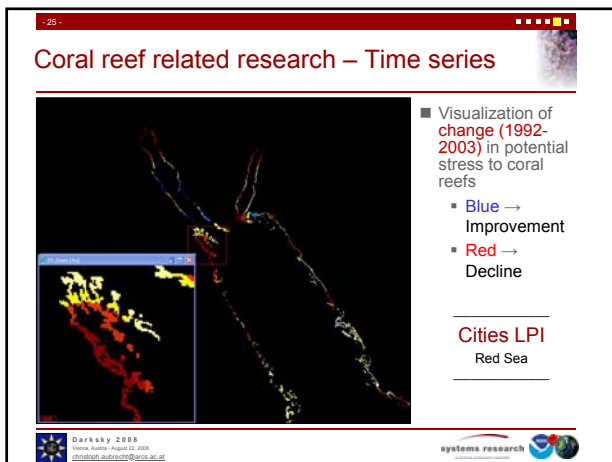 - 25 -
Coral reef related research – Time series
■ Visualization of
change (1992-
2003) in potential
stress to coral
reefs
▪ Blue →
Improvement
▪ Red →
Decline
Cities LPI
Red Sea
Darksky 2008
Vienna, Austria - August 22, 2008
christoph.aubrecht@arcs.ac.at
systems research